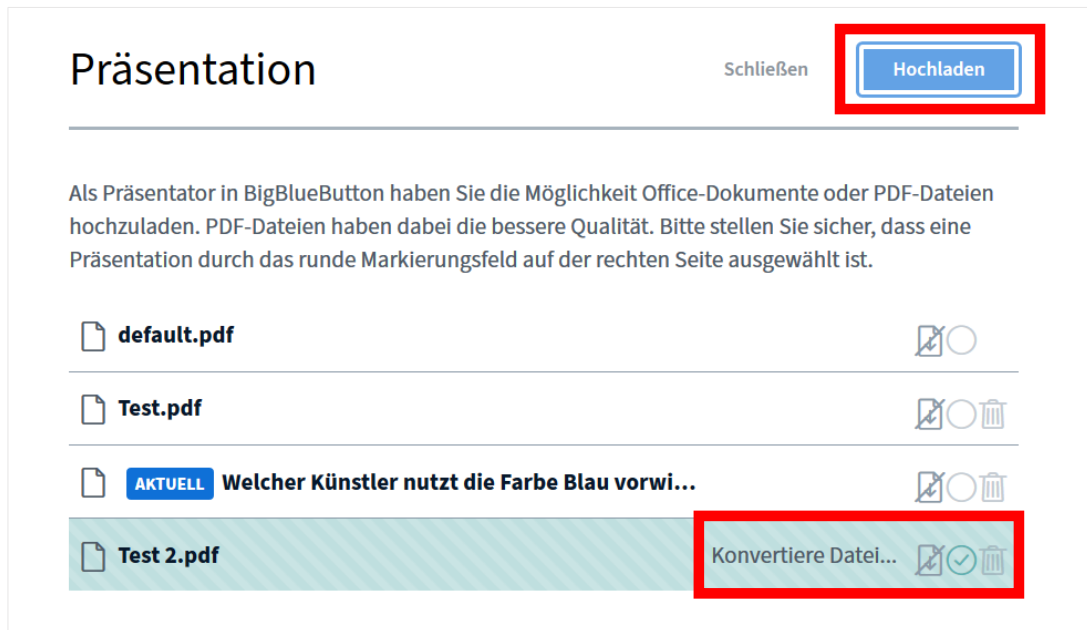 Präsentation
Schließen
Hochladen
Als Präsentator in BigBlueButton haben Sie die Möglichkeit Office-Dokumente oder PDF-Dateien
hochzuladen. PDF-Dateien haben dabei die bessere Qualität. Bitte stellen Sie sicher, dass eine
Präsentation durch das runde Markierungsfeld auf der rechten Seite ausgewählt ist.
default.pdf
Test.pdf
AKTUELL Welcher Künstler nutzt die Farbe Blau vorwi...
Test 2.pdf Konvertiere Datei...